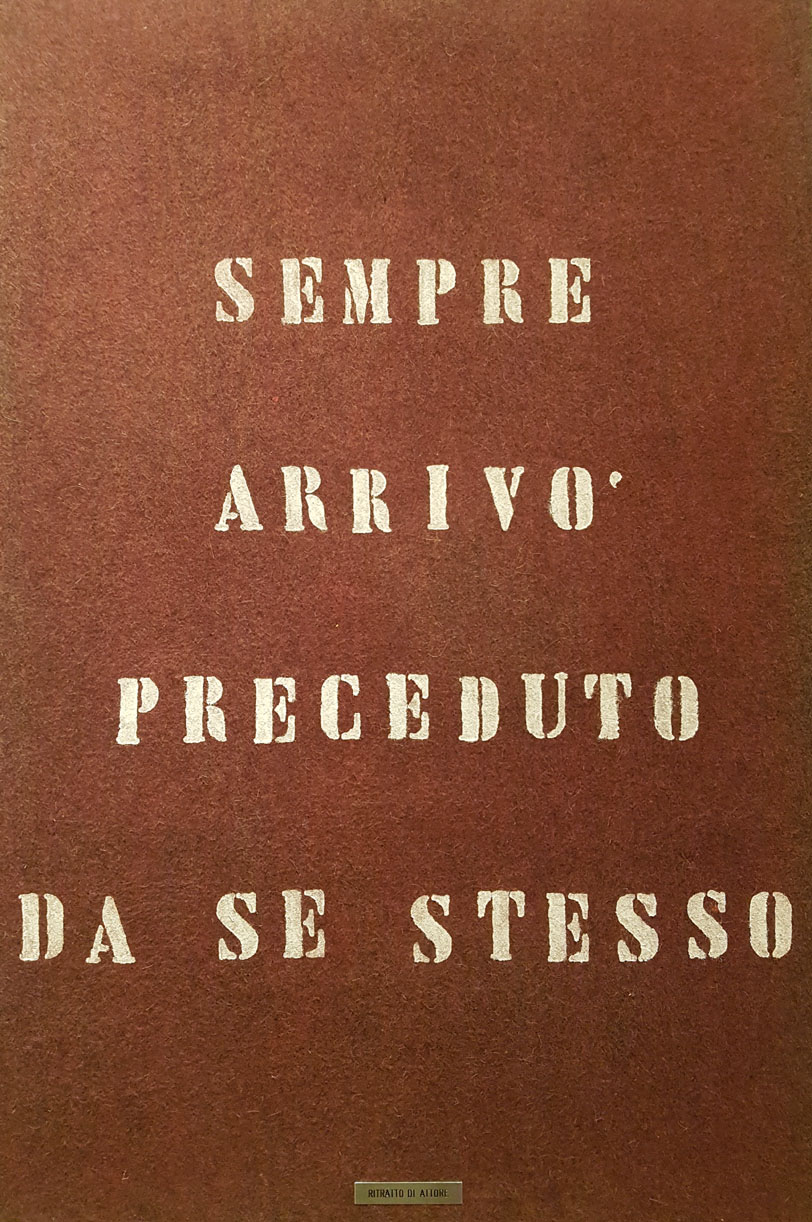 SEMPRE
ARRIVO'
PRECEDUTO
DA SE STESSO
RITRATTO DI ATTORE